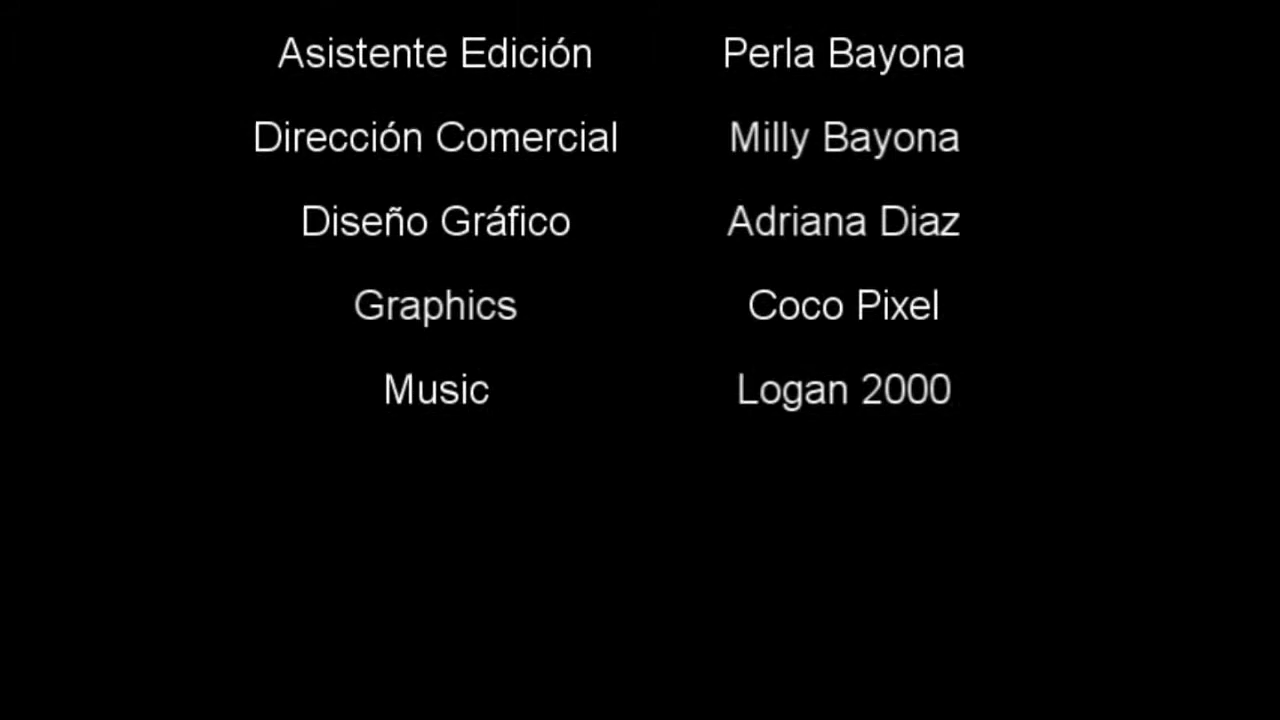 Asistente Edición Perla Bayona
Dirección Comercial Milly Bayona
Diseño Gráfico Adriana Diaz
Graphics Coco Pixel
Music Logan 2000